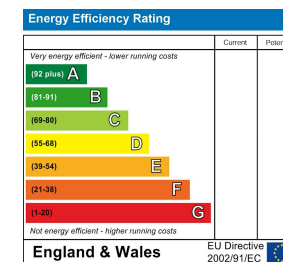 Energy Efficiency Rating
Current Poten
Very energy efficient - lower running costs
(92 plus) A
(81-91) B
(69-80) C
(55-68) D
(39-54) E
(21-38) F
(1-20) G
Not energy efficient - higher running costs
England & Wales
EU Directive
2002/91/EC